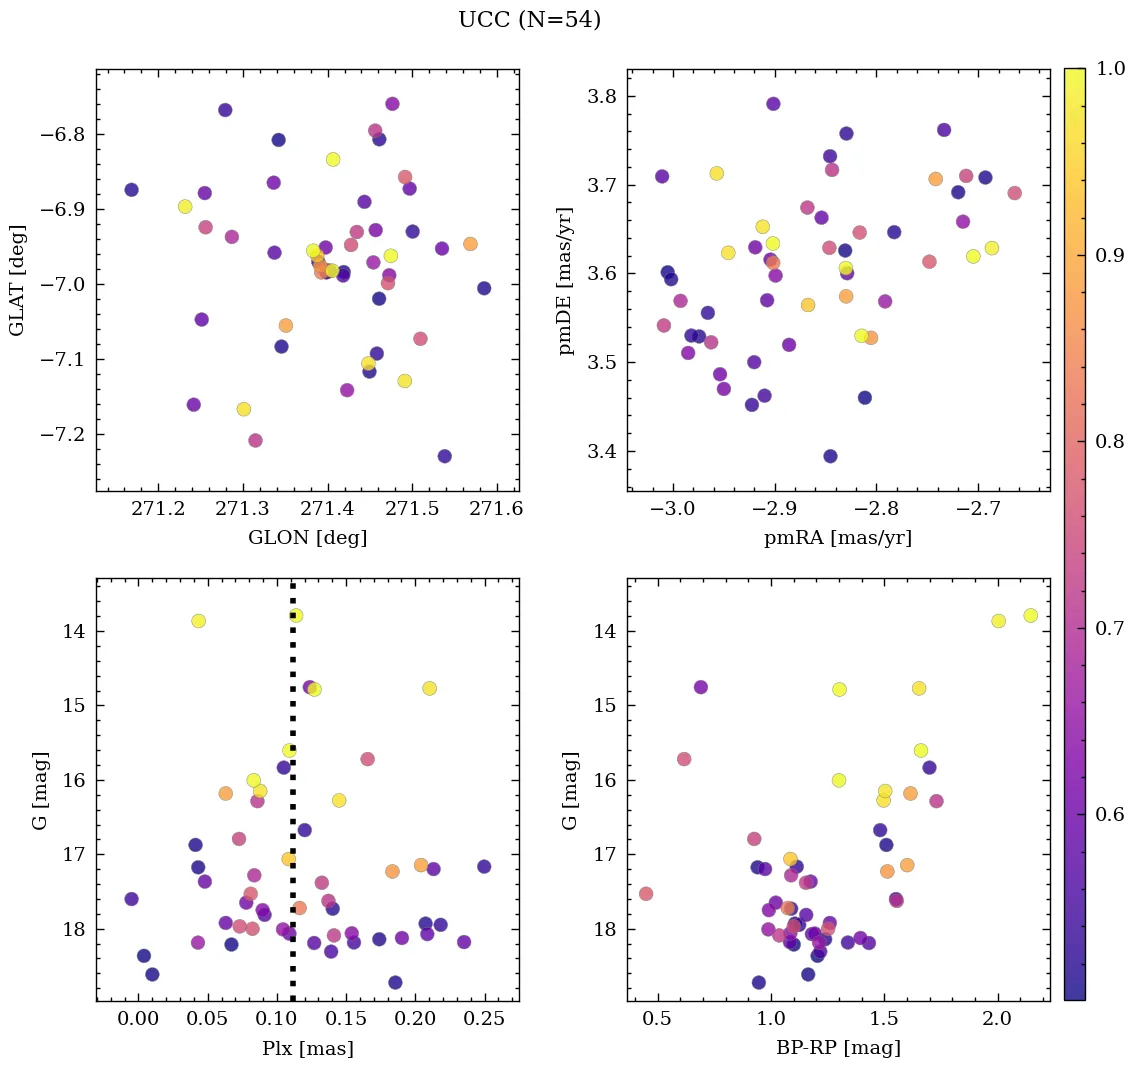 UCC (N=54)
−6.8
−6.9
−7.0
−7.1
−7.2
GLAT [deg]
271.2 271.3 271.4 271.5 271.6
GLON [deg]
3.8
3.7
3.6
3.5
3.4
pmDE [mas/yr]
−3.0 −2.9 −2.8 −2.7
pmRA [mas/yr]
14
15
16
17
18
G [mag]
0.00 0.05 0.10 0.15 0.20 0.25
Plx [mas]
14
15
16
17
18
G [mag]
0.5 1.0 1.5 2.0
BP-RP [mag]
1.0
0.9
0.8
0.7
0.6